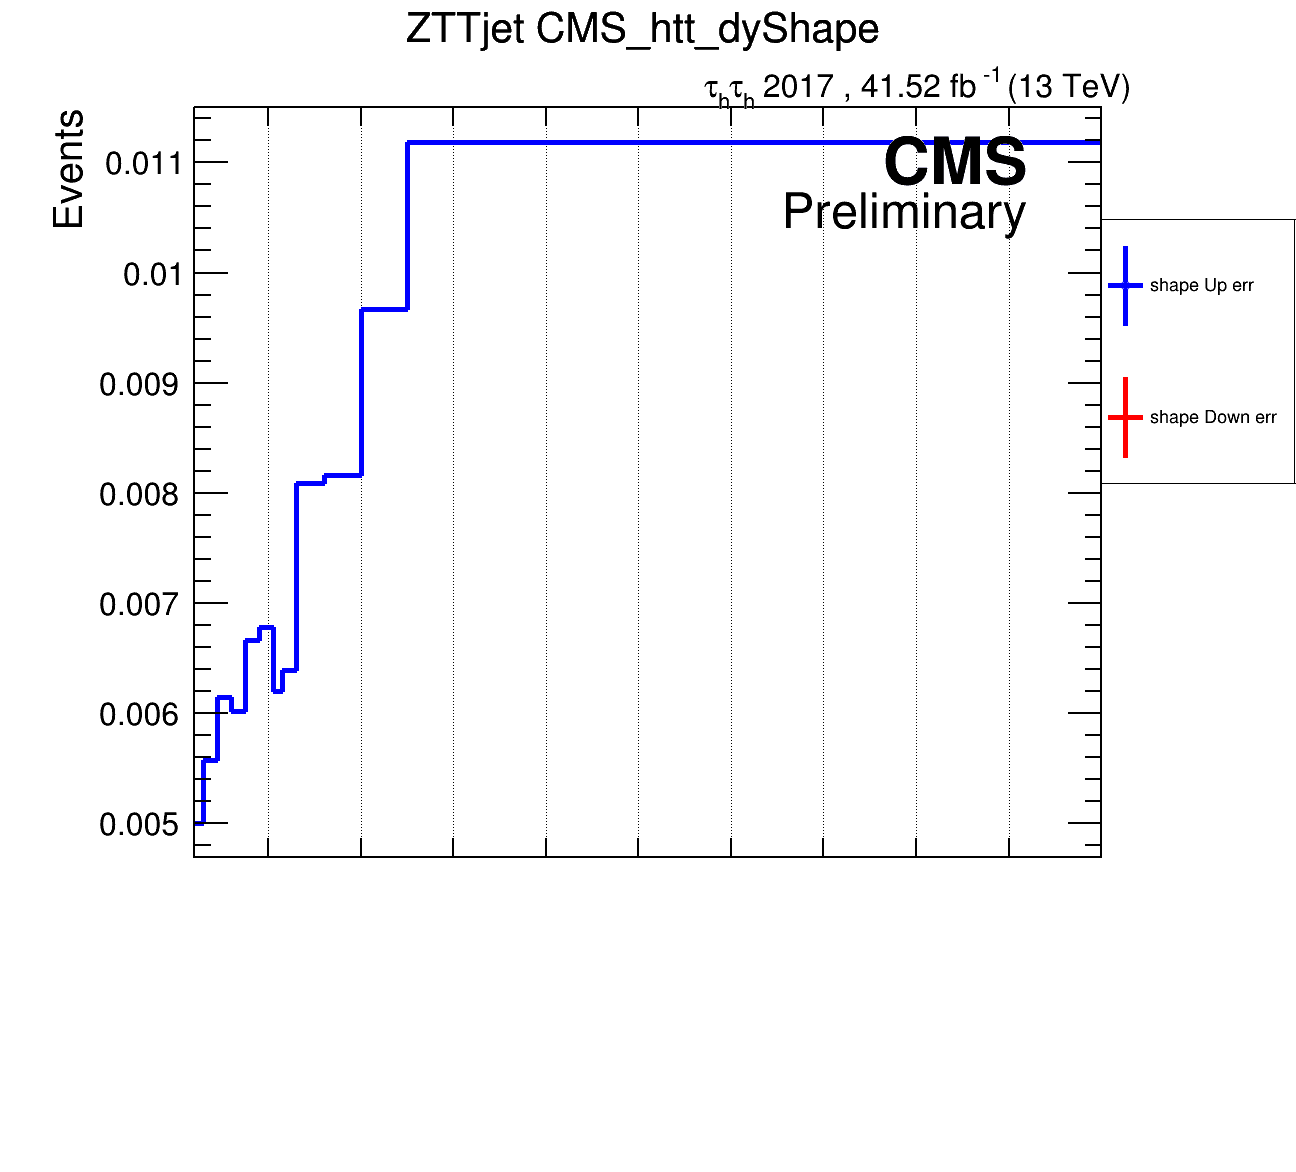 ZTTjet CMS_htt_dyShape
τhτh 2017 , 41.52 fb-1 (13 TeV)
Events
CMS
Preliminary
0.011
0.01
0.009
0.008
0.007
0.006
0.005
shape Up err
shape Down err